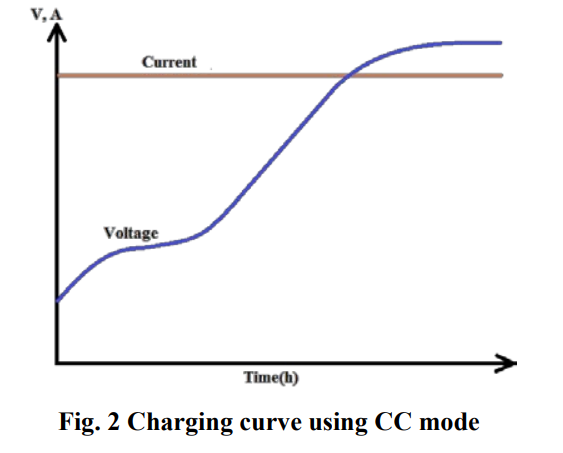 V, A
Current
Voltage
Time(h)
Fig. 2 Charging curve using CC mode